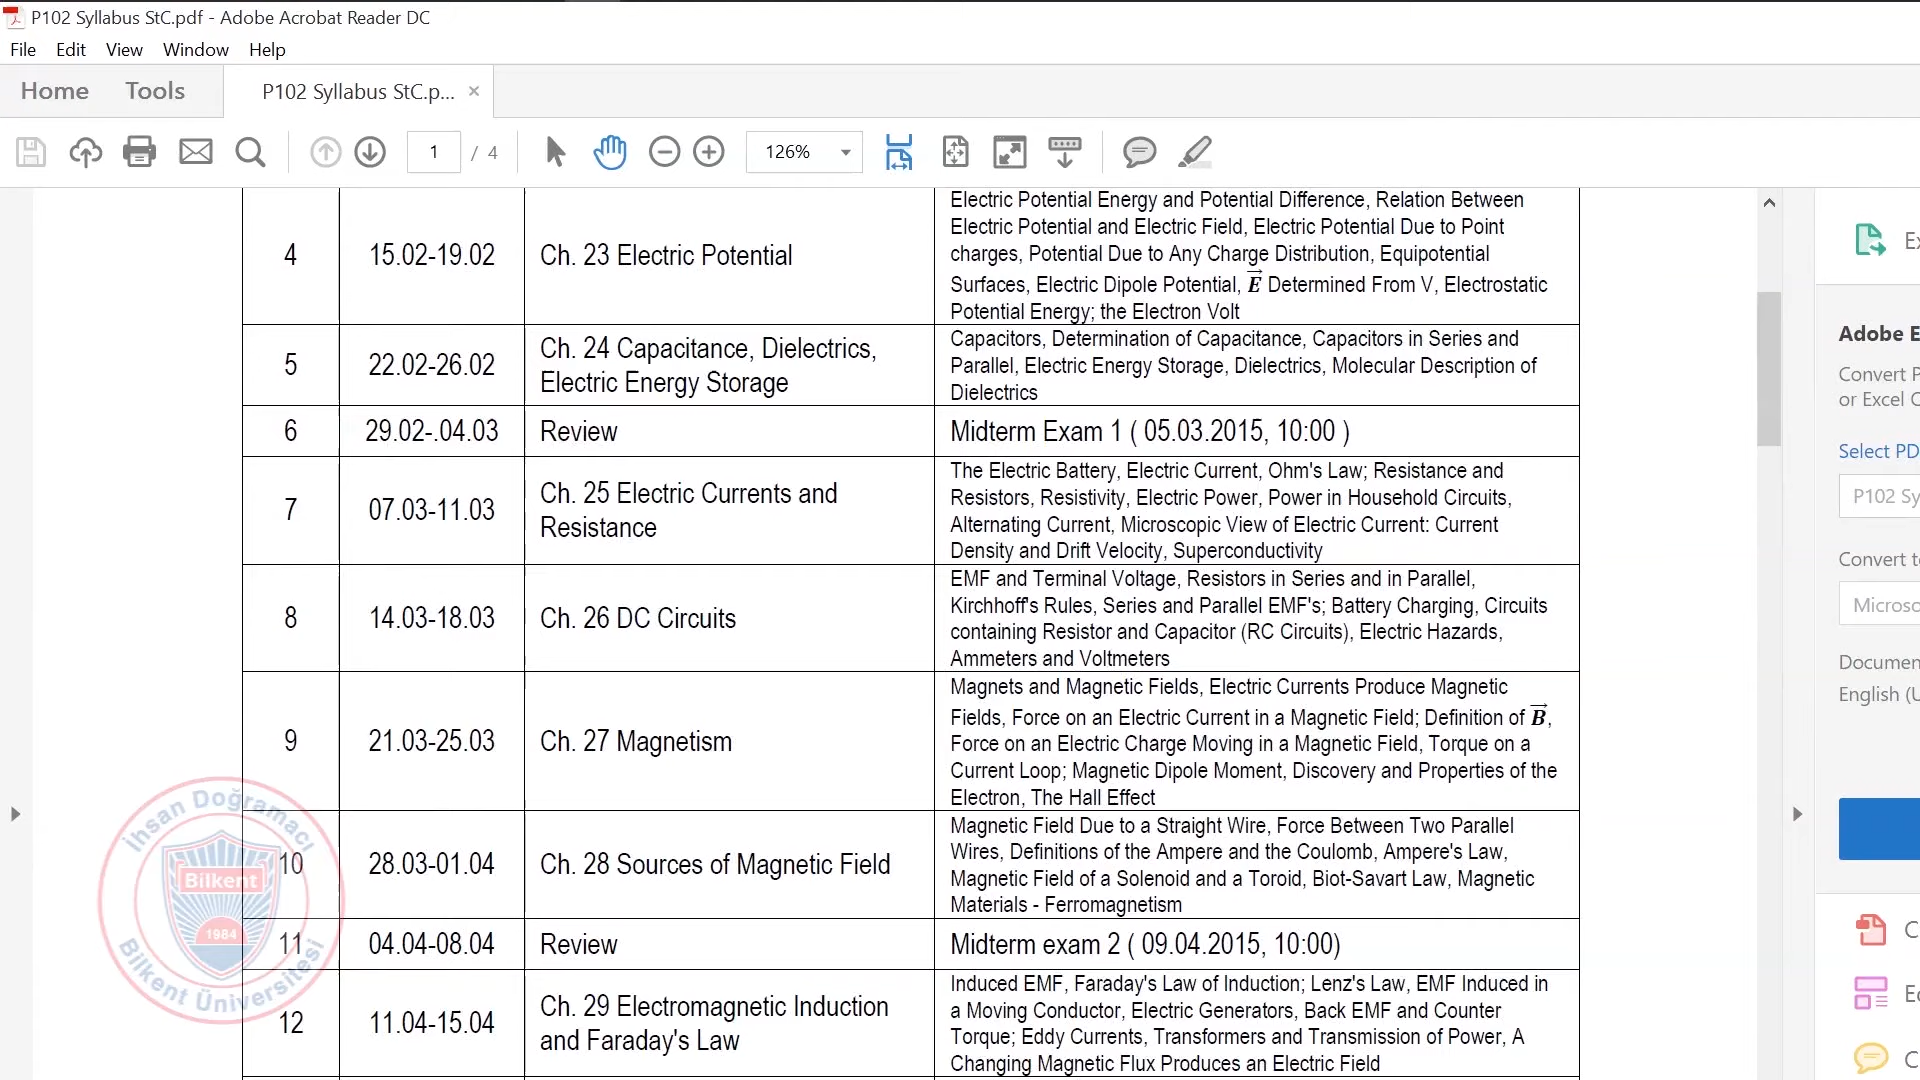 P102 Syllabus StC.pdf - Adobe Acrobat Reader DC
File Edit View Window Help
Home Tools P102 Syllabus StC.p... ×
1 / 4 126%
Electric Potential Energy and Potential Difference, Relation Between
Electric Potential and Electric Field, Electric Potential Due to Point
4 15.02-19.02 Ch. 23 Electric Potential charges, Potential Due to Any Charge Distribution, Equipotential
Surfaces, Electric Dipole Potential, E Determined From V, Electrostatic
Potential Energy; the Electron Volt
5 22.02-26.02 Ch. 24 Capacitance, Dielectrics,
Electric Energy Storage
Capacitors, Determination of Capacitance, Capacitors in Series and
Parallel, Electric Energy Storage, Dielectrics, Molecular Description of
Dielectrics
6 29.02-.04.03 Review Midterm Exam 1 ( 05.03.2015, 10:00 )
7 07.03-11.03 Ch. 25 Electric Currents and
Resistance
The Electric Battery, Electric Current, Ohm's Law; Resistance and
Resistors, Resistivity, Electric Power, Power in Household Circuits,
Alternating Current, Microscopic View of Electric Current: Current
Density and Drift Velocity, Superconductivity
8 14.03-18.03 Ch. 26 DC Circuits
EMF and Terminal Voltage, Resistors in Series and in Parallel,
Kirchhoff's Rules, Series and Parallel EMF's; Battery Charging, Circuits
containing Resistor and Capacitor (RC Circuits), Electric Hazards,
Ammeters and Voltmeters
9 21.03-25.03 Ch. 27 Magnetism
Magnets and Magnetic Fields, Electric Currents Produce Magnetic
Fields, Force on an Electric Current in a Magnetic Field; Definition of B,
Force on an Electric Charge Moving in a Magnetic Field, Torque on a
Current Loop; Magnetic Dipole Moment, Discovery and Properties of the
Electron, The Hall Effect
10 28.03-01.04 Ch. 28 Sources of Magnetic Field
Magnetic Field Due to a Straight Wire, Force Between Two Parallel
Wires, Definitions of the Ampere and the Coulomb, Ampere's Law,
Magnetic Field of a Solenoid and a Toroid, Biot-Savart Law, Magnetic
Materials - Ferromagnetism
11 04.04-08.04 Review Midterm exam 2 ( 09.04.2015, 10:00)
12 11.04-15.04 Ch. 29 Electromagnetic Induction
and Faraday's Law
Induced EMF, Faraday's Law of Induction; Lenz's Law, EMF Induced in
a Moving Conductor, Electric Generators, Back EMF and Counter
Torque; Eddy Currents, Transformers and Transmission of Power, A
Changing Magnetic Flux Produces an Electric Field
İhsan Doğramacı
Bilkent
1984
Bilkent Üniversitesi
Ex
Adobe E
Convert P
or Excel C
Select PD
P102 Sy
Convert to
Microso
Documen
English (U
C
Ec
C